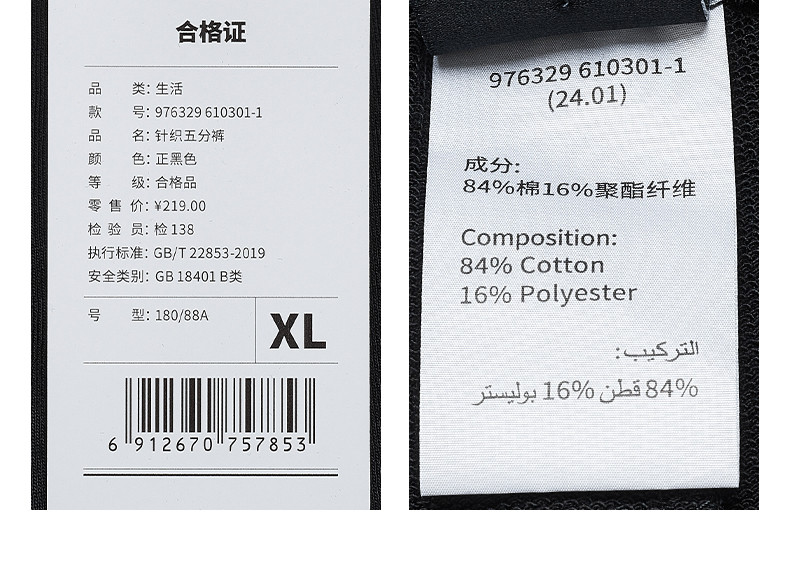 合格证
品 类: 生活
款 号: 976329 610301-1
品 名: 针织五分裤
颜 色: 正黑色
等 级: 合格品
零 售 价: ¥219.00
检 验 员: 检 138
执行标准: GB/T 22853-2019
安全类别: GB 18401 B类
号 型: 180/88A
XL
6 912670 757853
976329 610301-1
(24.01)
成分:
84%棉16%聚酯纤维
Composition:
84% Cotton
16% Polyester
التركيب:
84% قطن 16% بوليستر